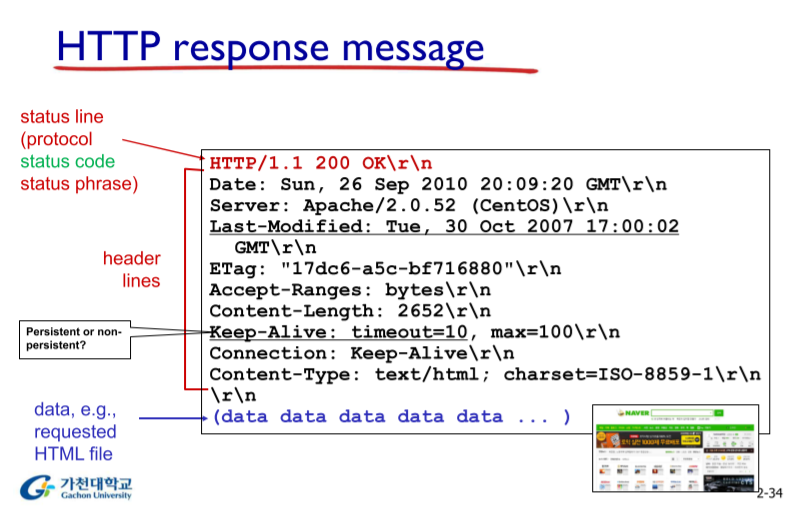 HTTP response message
status line
(protocol
status code
status phrase)
HTTP/1.1 200 OK\r\n
Date: Sun, 26 Sep 2010 20:09:20 GMT\r\n
Server: Apache/2.0.52 (CentOS)\r\n
Last-Modified: Tue, 30 Oct 2007 17:00:02
GMT\r\n
header
lines
ETag: "17dc6-a5c-bf716880"\r\n
Accept-Ranges: bytes\r\n
Content-Length: 2652\r\n
Persistent or non-
persistent?
Keep-Alive: timeout=10, max=100\r\n
Connection: Keep-Alive\r\n
Content-Type: text/html; charset=ISO-8859-1\r\n
\r\n
data, e.g.,
requested
HTML file
(data data data data data ... )
NAVER
가천대학교
Gachon University
2-34